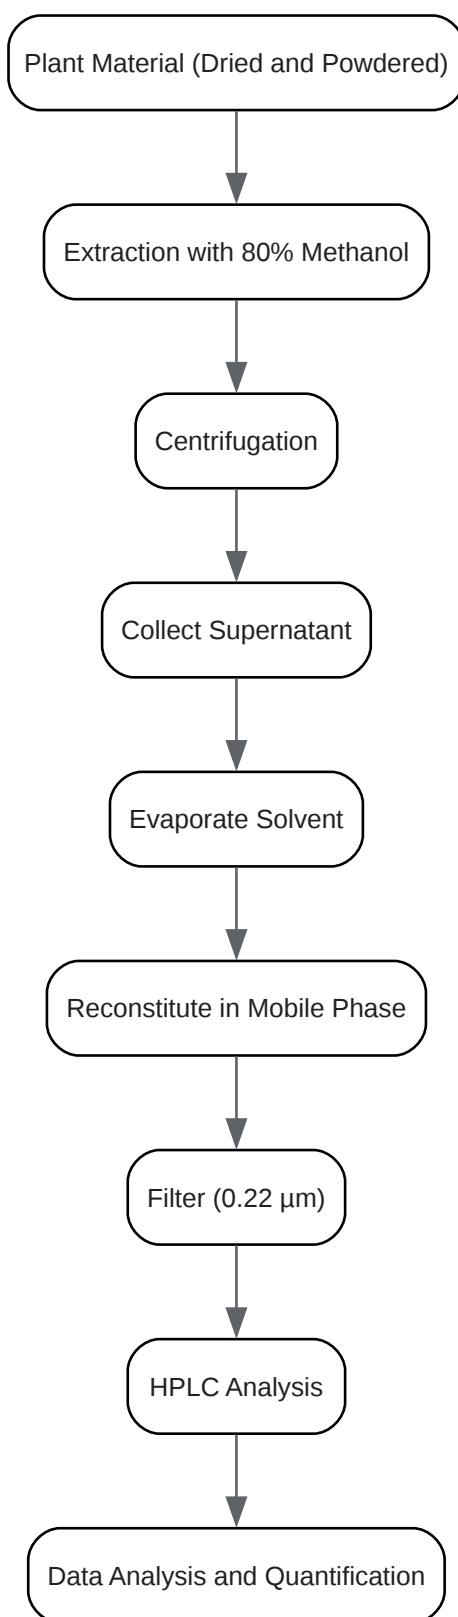 Plant Material (Dried and Powdered)
Extraction with 80% Methanol
Centrifugation
Collect Supernatant
Evaporate Solvent
Reconstitute in Mobile Phase
Filter (0.22 µm)
HPLC Analysis
Data Analysis and Quantification